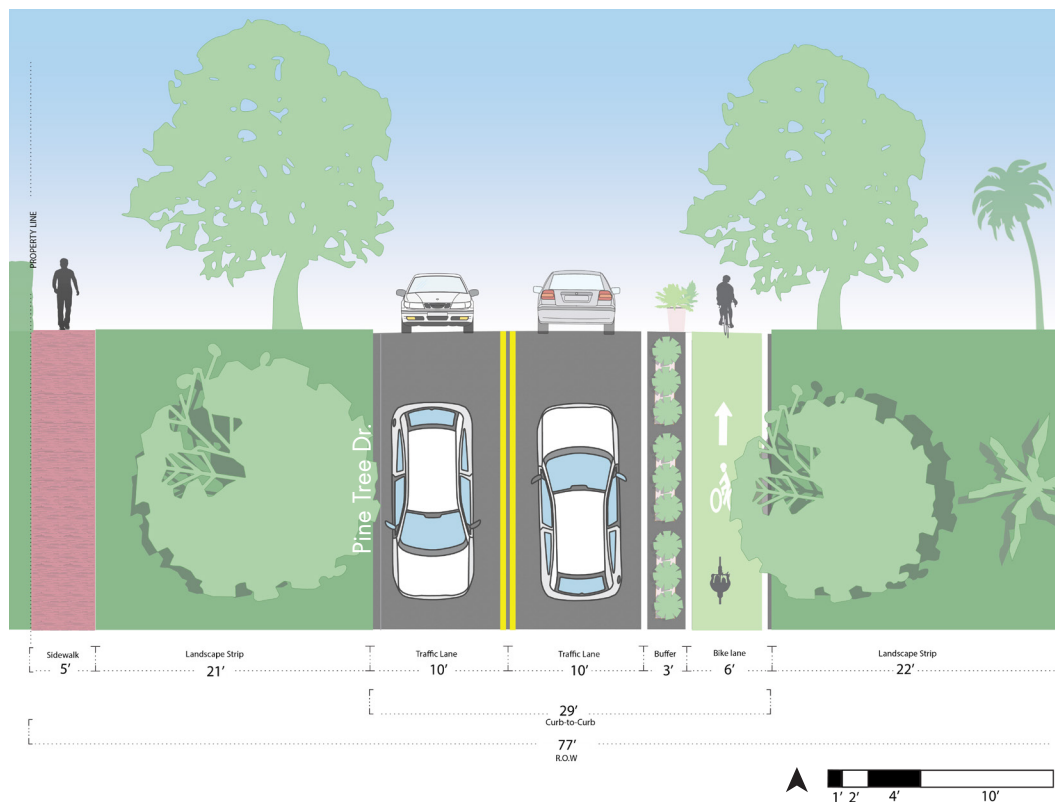 PROPERTY LINE
Pine Tree Dr.
Sidewalk
5'
Landscape Strip
21'
Traffic Lane
10'
Traffic Lane
10'
Buffer
3'
Bike lane
6'
Landscape Strip
22'
29'
Curb-to-Curb
77'
R.O.W
1' 2' 4' 10'